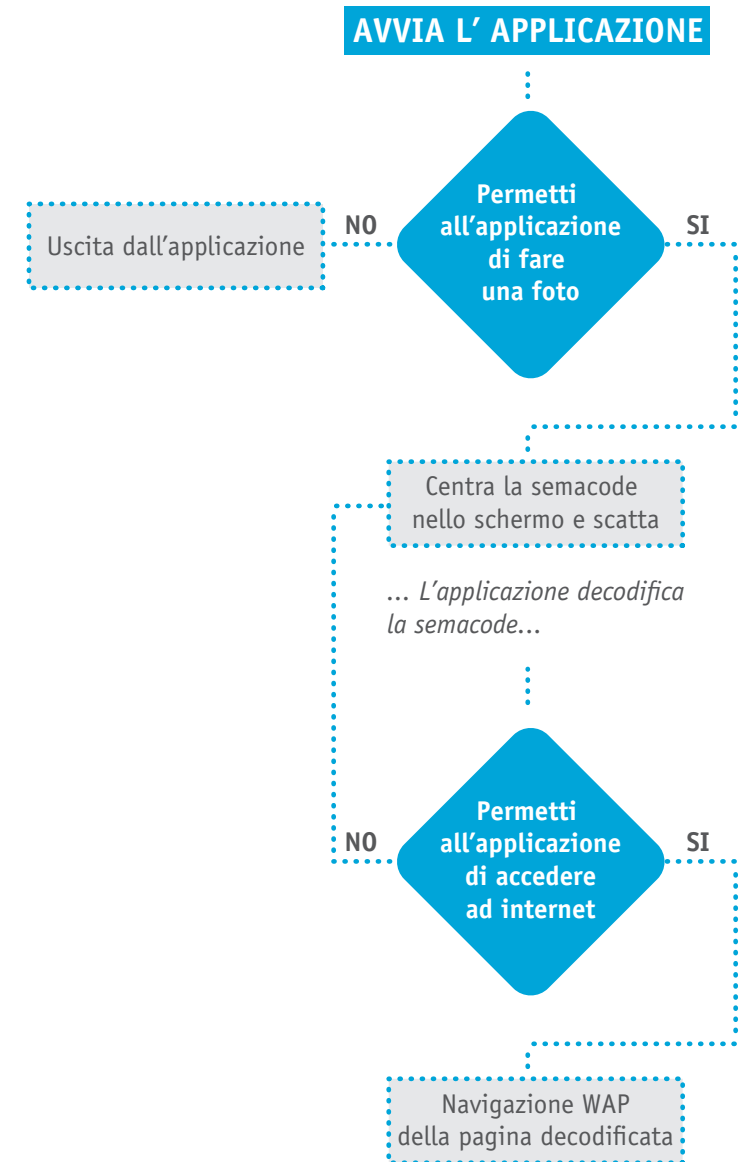 AVVIA L’ APPLICAZIONE
Permetti
all’applicazione
di fare
una foto
NO
SI
Uscita dall’applicazione
Centra la semacode
nello schermo e scatta
... L’applicazione decodifica
la semacode...
Permetti
all’applicazione
di accedere
ad internet
NO
SI
Navigazione WAP
della pagina decodificata